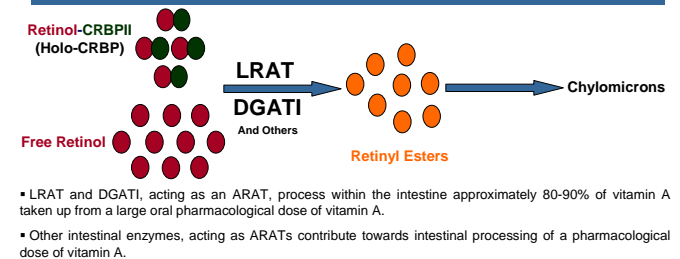 Retinol-CRBPII
(Holo-CRBP)
LRAT
DGATI
And Others
Chylomicrons
Free Retinol
Retinyl Esters
▪ LRAT and DGATI, acting as an ARAT, process within the intestine approximately 80-90% of vitamin A
taken up from a large oral pharmacological dose of vitamin A.
▪ Other intestinal enzymes, acting as ARATs contribute towards intestinal processing of a pharmacological
dose of vitamin A.